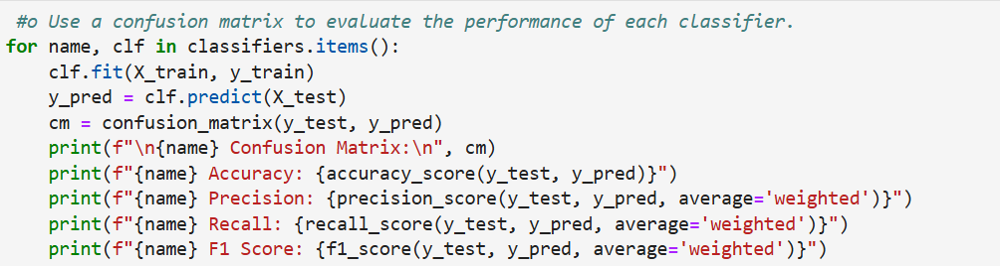 #o Use a confusion matrix to evaluate the performance of each classifier.
for name, clf in classifiers.items():
    clf.fit(X_train, y_train)
    y_pred = clf.predict(X_test)
    cm = confusion_matrix(y_test, y_pred)
    print(f"\n{name} Confusion Matrix:\n", cm)
    print(f"{name} Accuracy: {accuracy_score(y_test, y_pred)}")
    print(f"{name} Precision: {precision_score(y_test, y_pred, average='weighted')}")
    print(f"{name} Recall: {recall_score(y_test, y_pred, average='weighted')}")
    print(f"{name} F1 Score: {f1_score(y_test, y_pred, average='weighted')}")